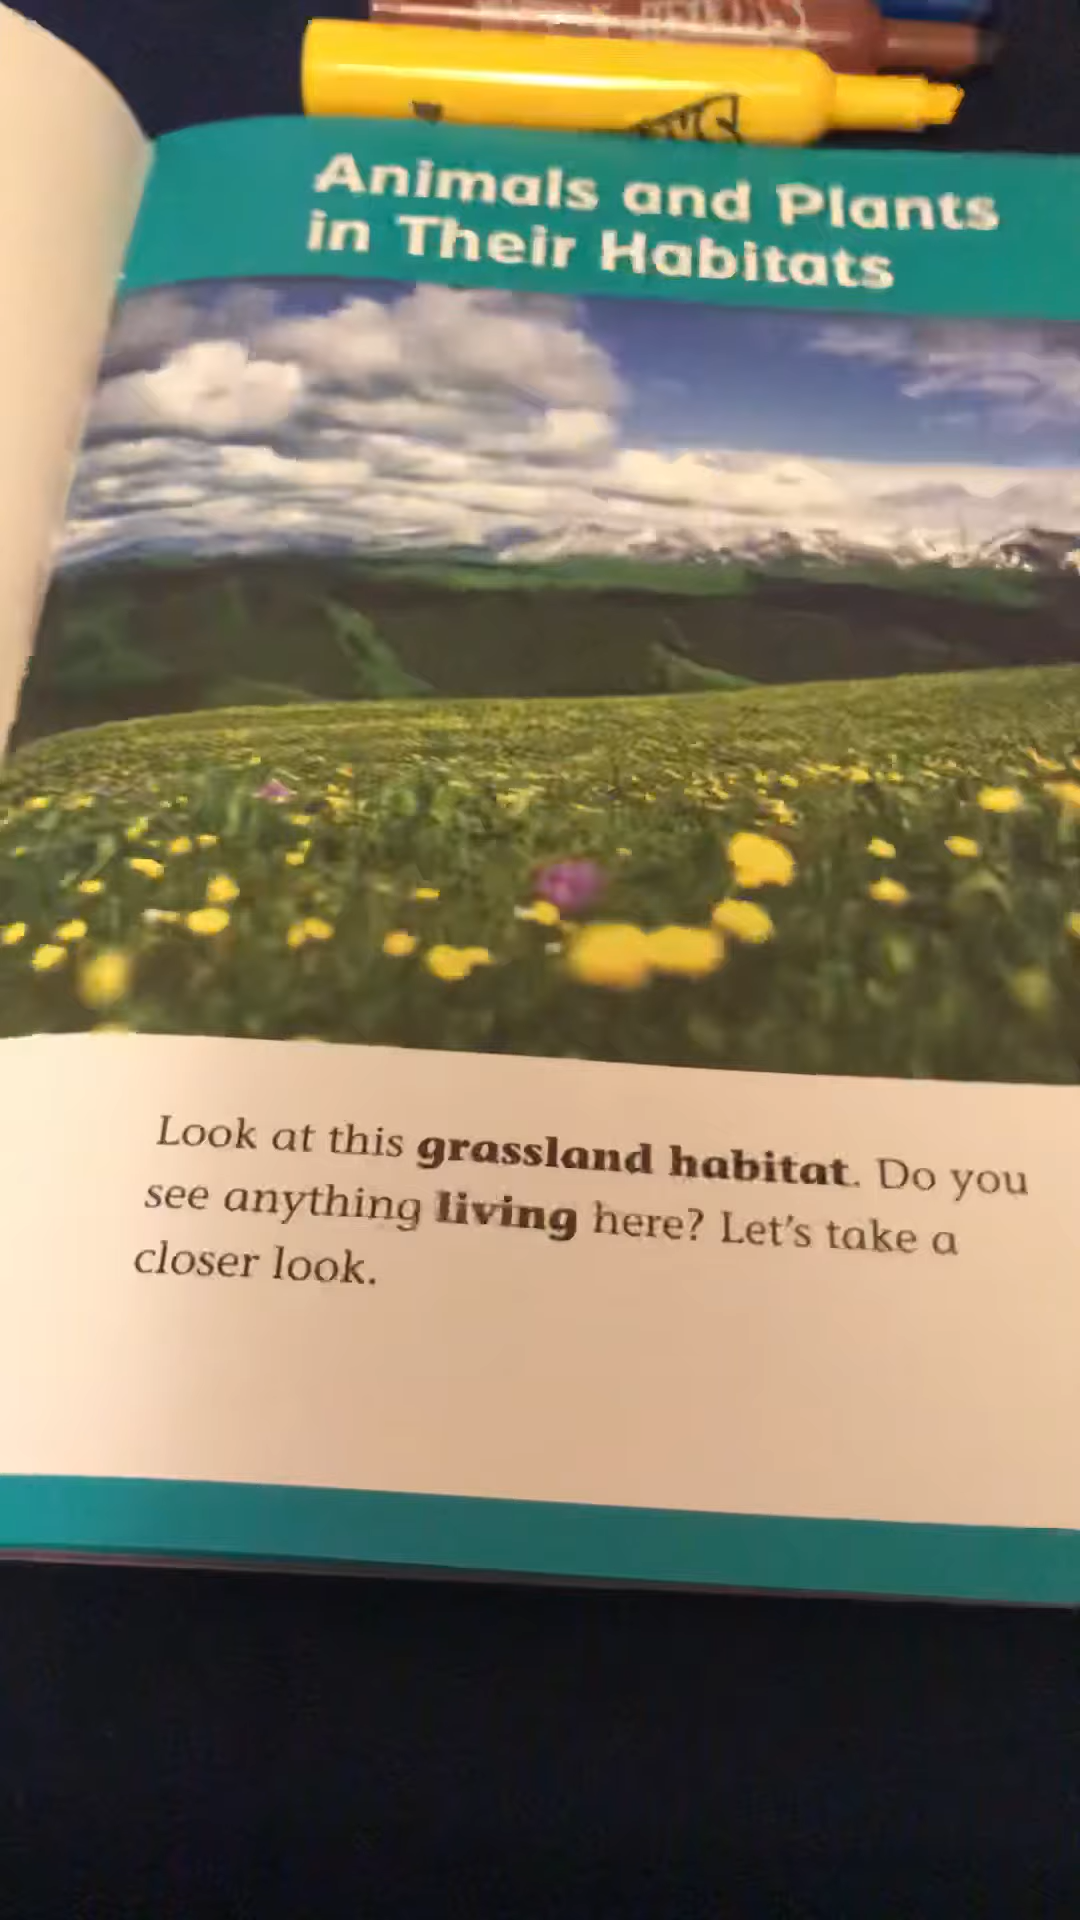 Animals and Plants
in Their Habitats
Look at this grassland habitat. Do you
see anything living here? Let's take a
closer look.